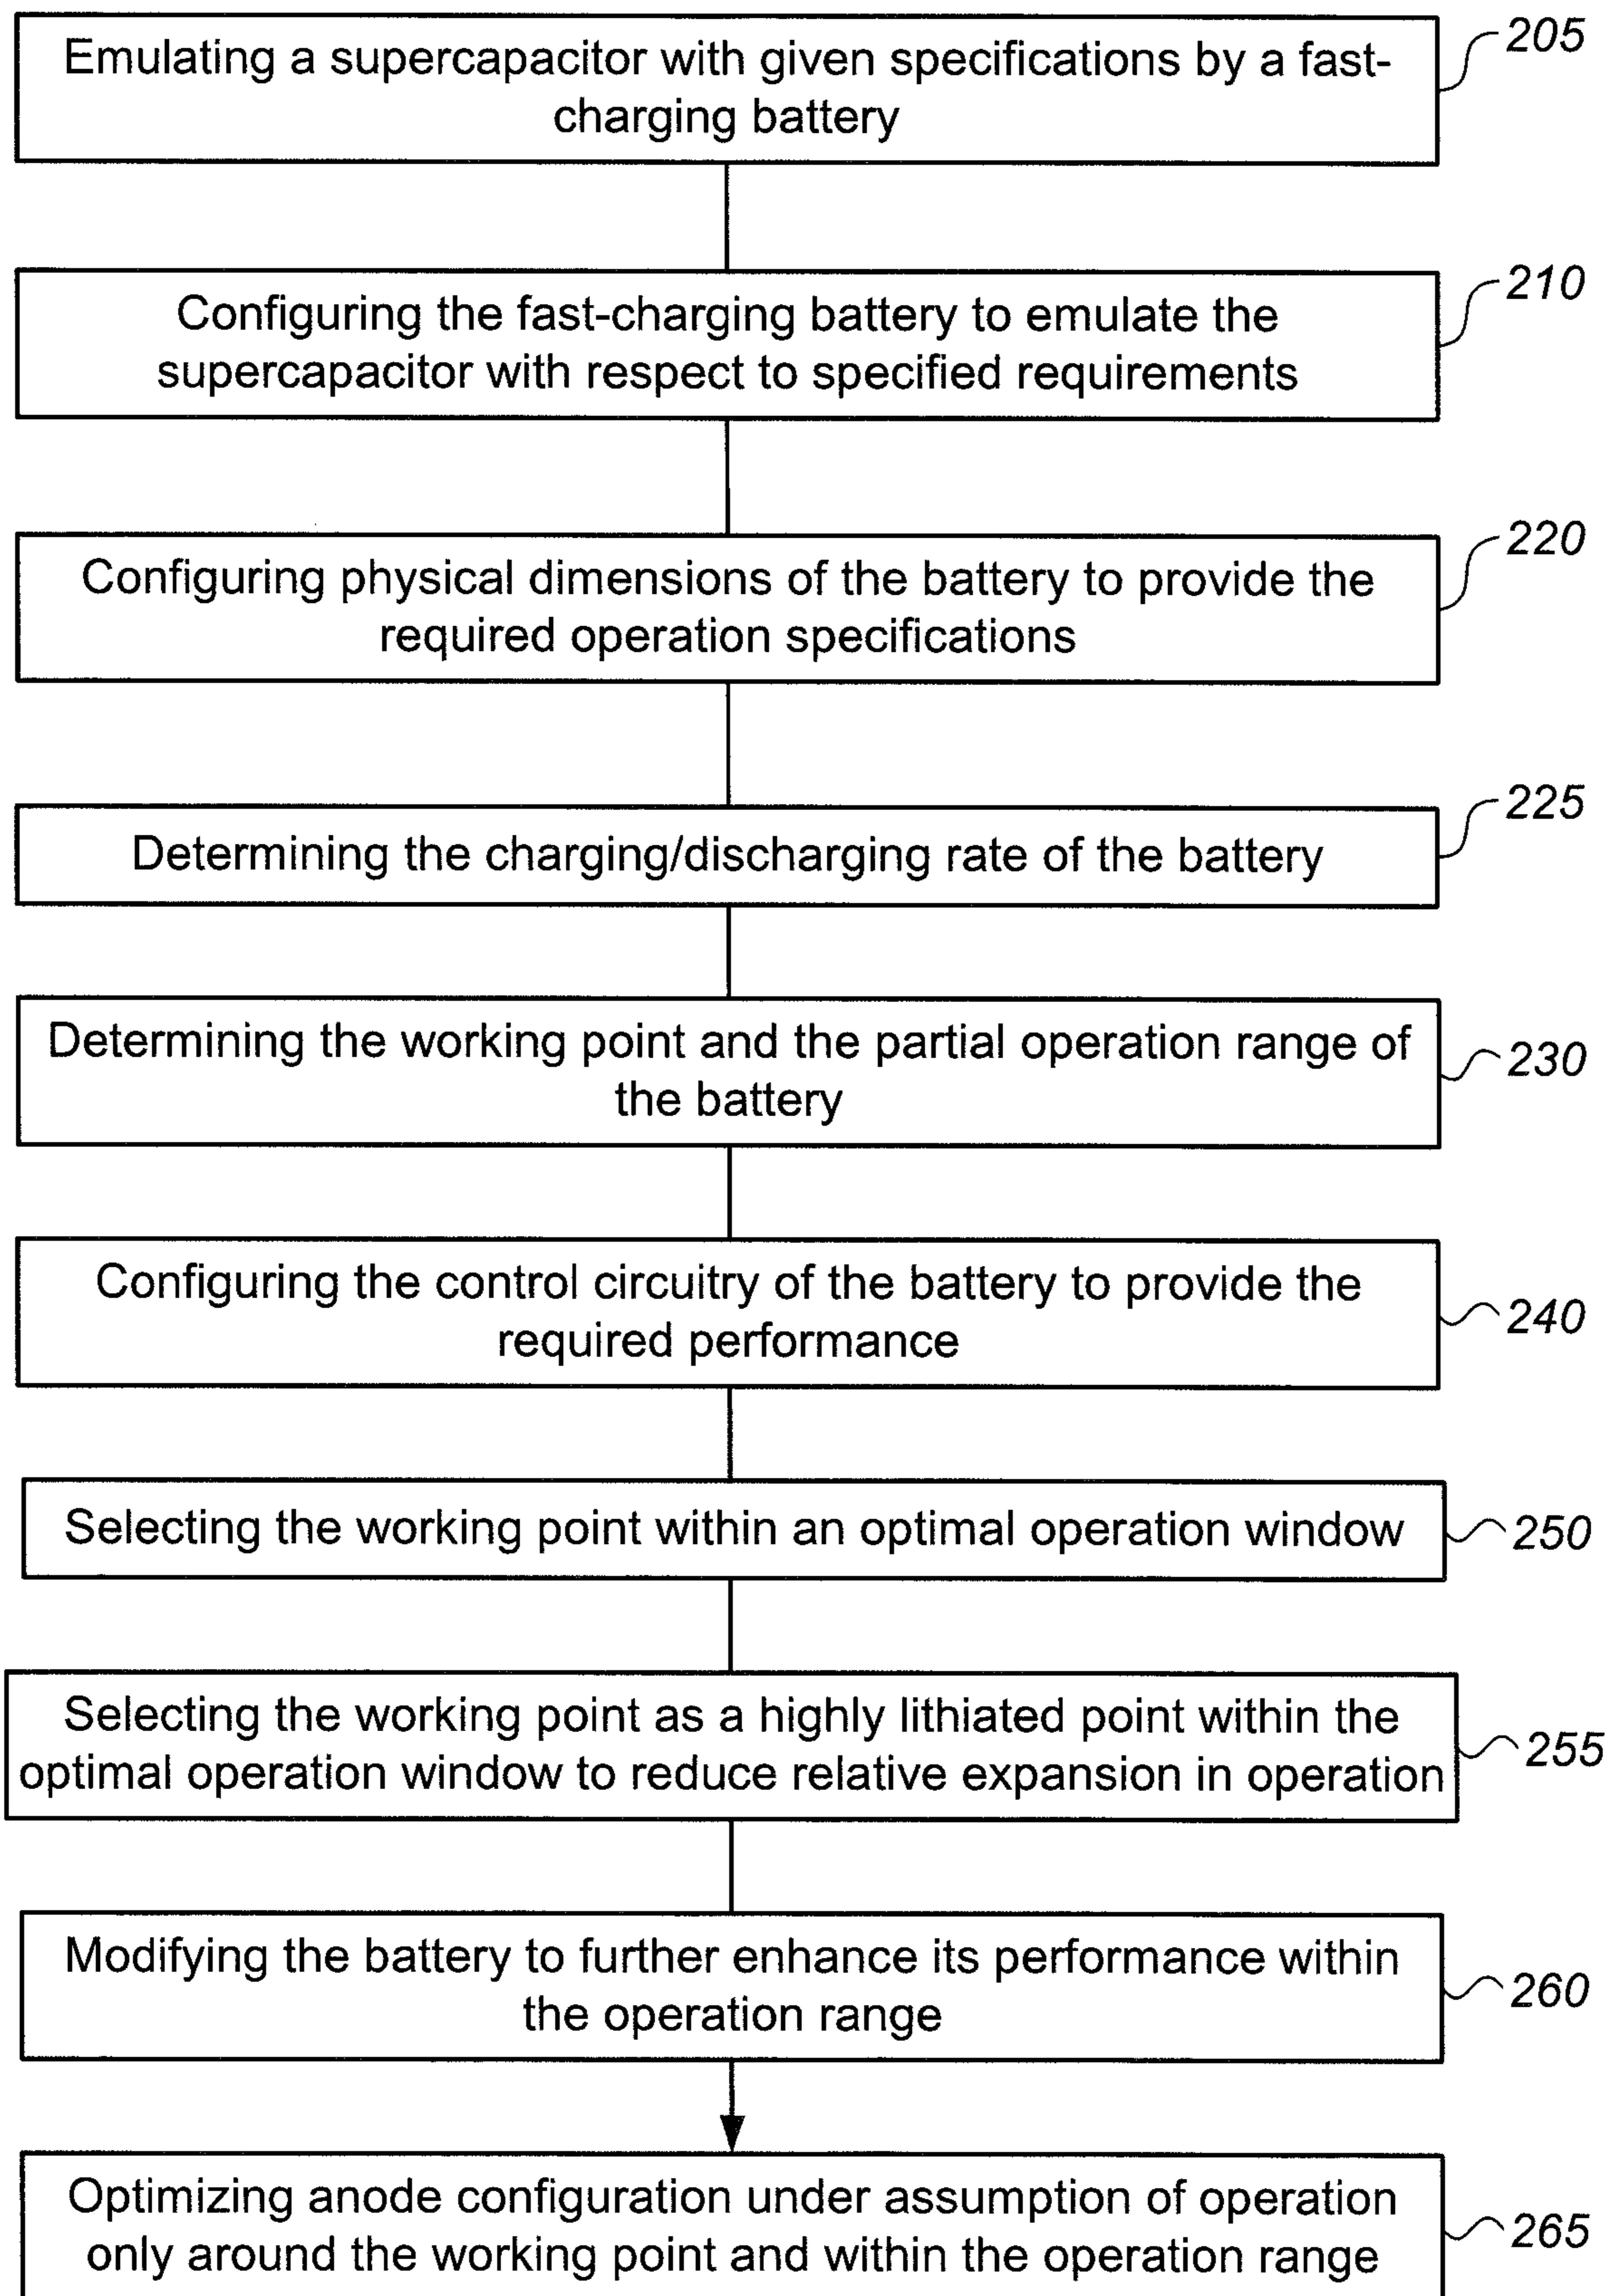 Emulating a supercapacitor with given specifications by a fast-
charging battery
205
Configuring the fast-charging battery to emulate the
supercapacitor with respect to specified requirements
210
Configuring physical dimensions of the battery to provide the
required operation specifications
220
Determining the charging/discharging rate of the battery
225
Determining the working point and the partial operation range of
the battery
230
Configuring the control circuitry of the battery to provide the
required performance
240
Selecting the working point within an optimal operation window
250
Selecting the working point as a highly lithiated point within the
optimal operation window to reduce relative expansion in operation
255
Modifying the battery to further enhance its performance within
the operation range
260
Optimizing anode configuration under assumption of operation
only around the working point and within the operation range
265